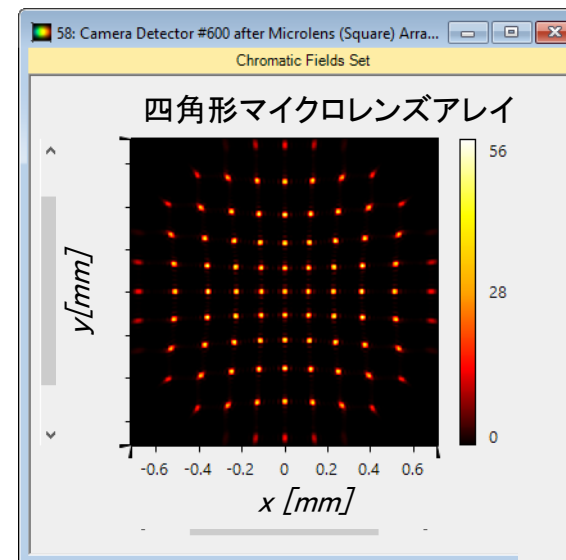 58: Camera Detector #600 after Microlens (Square) Arra...
Chromatic Fields Set
四角形マイクロレンズアレイ
56
28
0
y[mm]
-0.6 -0.4 -0.2 0 0.2 0.4 0.6
x [mm]